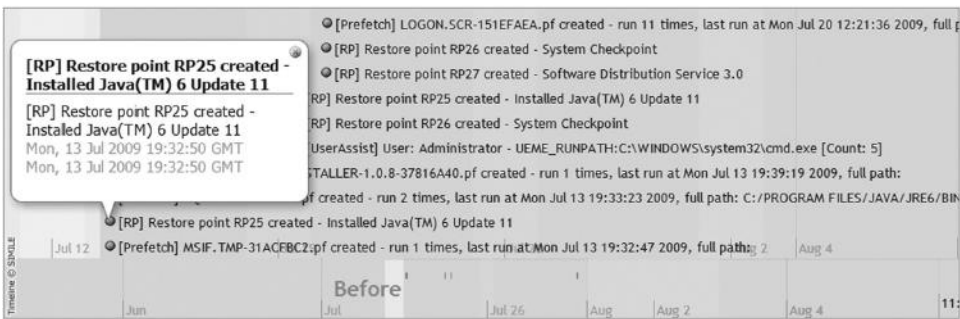 [Prefetch] LOGON.SCR-151EFAEA.pf created - run 11 times, last run at Mon Jul 20 12:21:36 2009, full
[RP] Restore point RP26 created - System Checkpoint
[RP] Restore point RP27 created - Software Distribution Service 3.0
RP] Restore point RP25 created - Installed Java(TM) 6 Update 11
RP] Restore point RP26 created - System Checkpoint
UserAssist] User: Administrator - UEME_RUNPATH:C:\WINDOWS\system32\cmd.exe [Count: 5]
TALLER-1.0.8-37816A40.pf created - run 1 times, last run at Mon Jul 13 19:39:19 2009, full path:
pf created - run 2 times, last run at Mon Jul 13 19:33:23 2009, full path: C:/PROGRAM FILES/JAVA/JRE6/BIN
[RP] Restore point RP25 created -
Installed Java(TM) 6 Update 11
[RP] Restore point RP25 created -
Installed Java(TM) 6 Update 11
Mon, 13 Jul 2009 19:32:50 GMT
Mon, 13 Jul 2009 19:32:50 GMT
[RP] Restore point RP25 created - Installed Java(TM) 6 Update 11
[Prefetch] MSIF.TMP-31ACFBC2.pf created - run 1 times, last run at Mon Jul 13 19:32:47 2009, full path:
Jul 12
Aug 4
Before
Jun
Jul
Jul 26
Aug
Aug 2
Aug 4
11:
Timeline © SIMILE